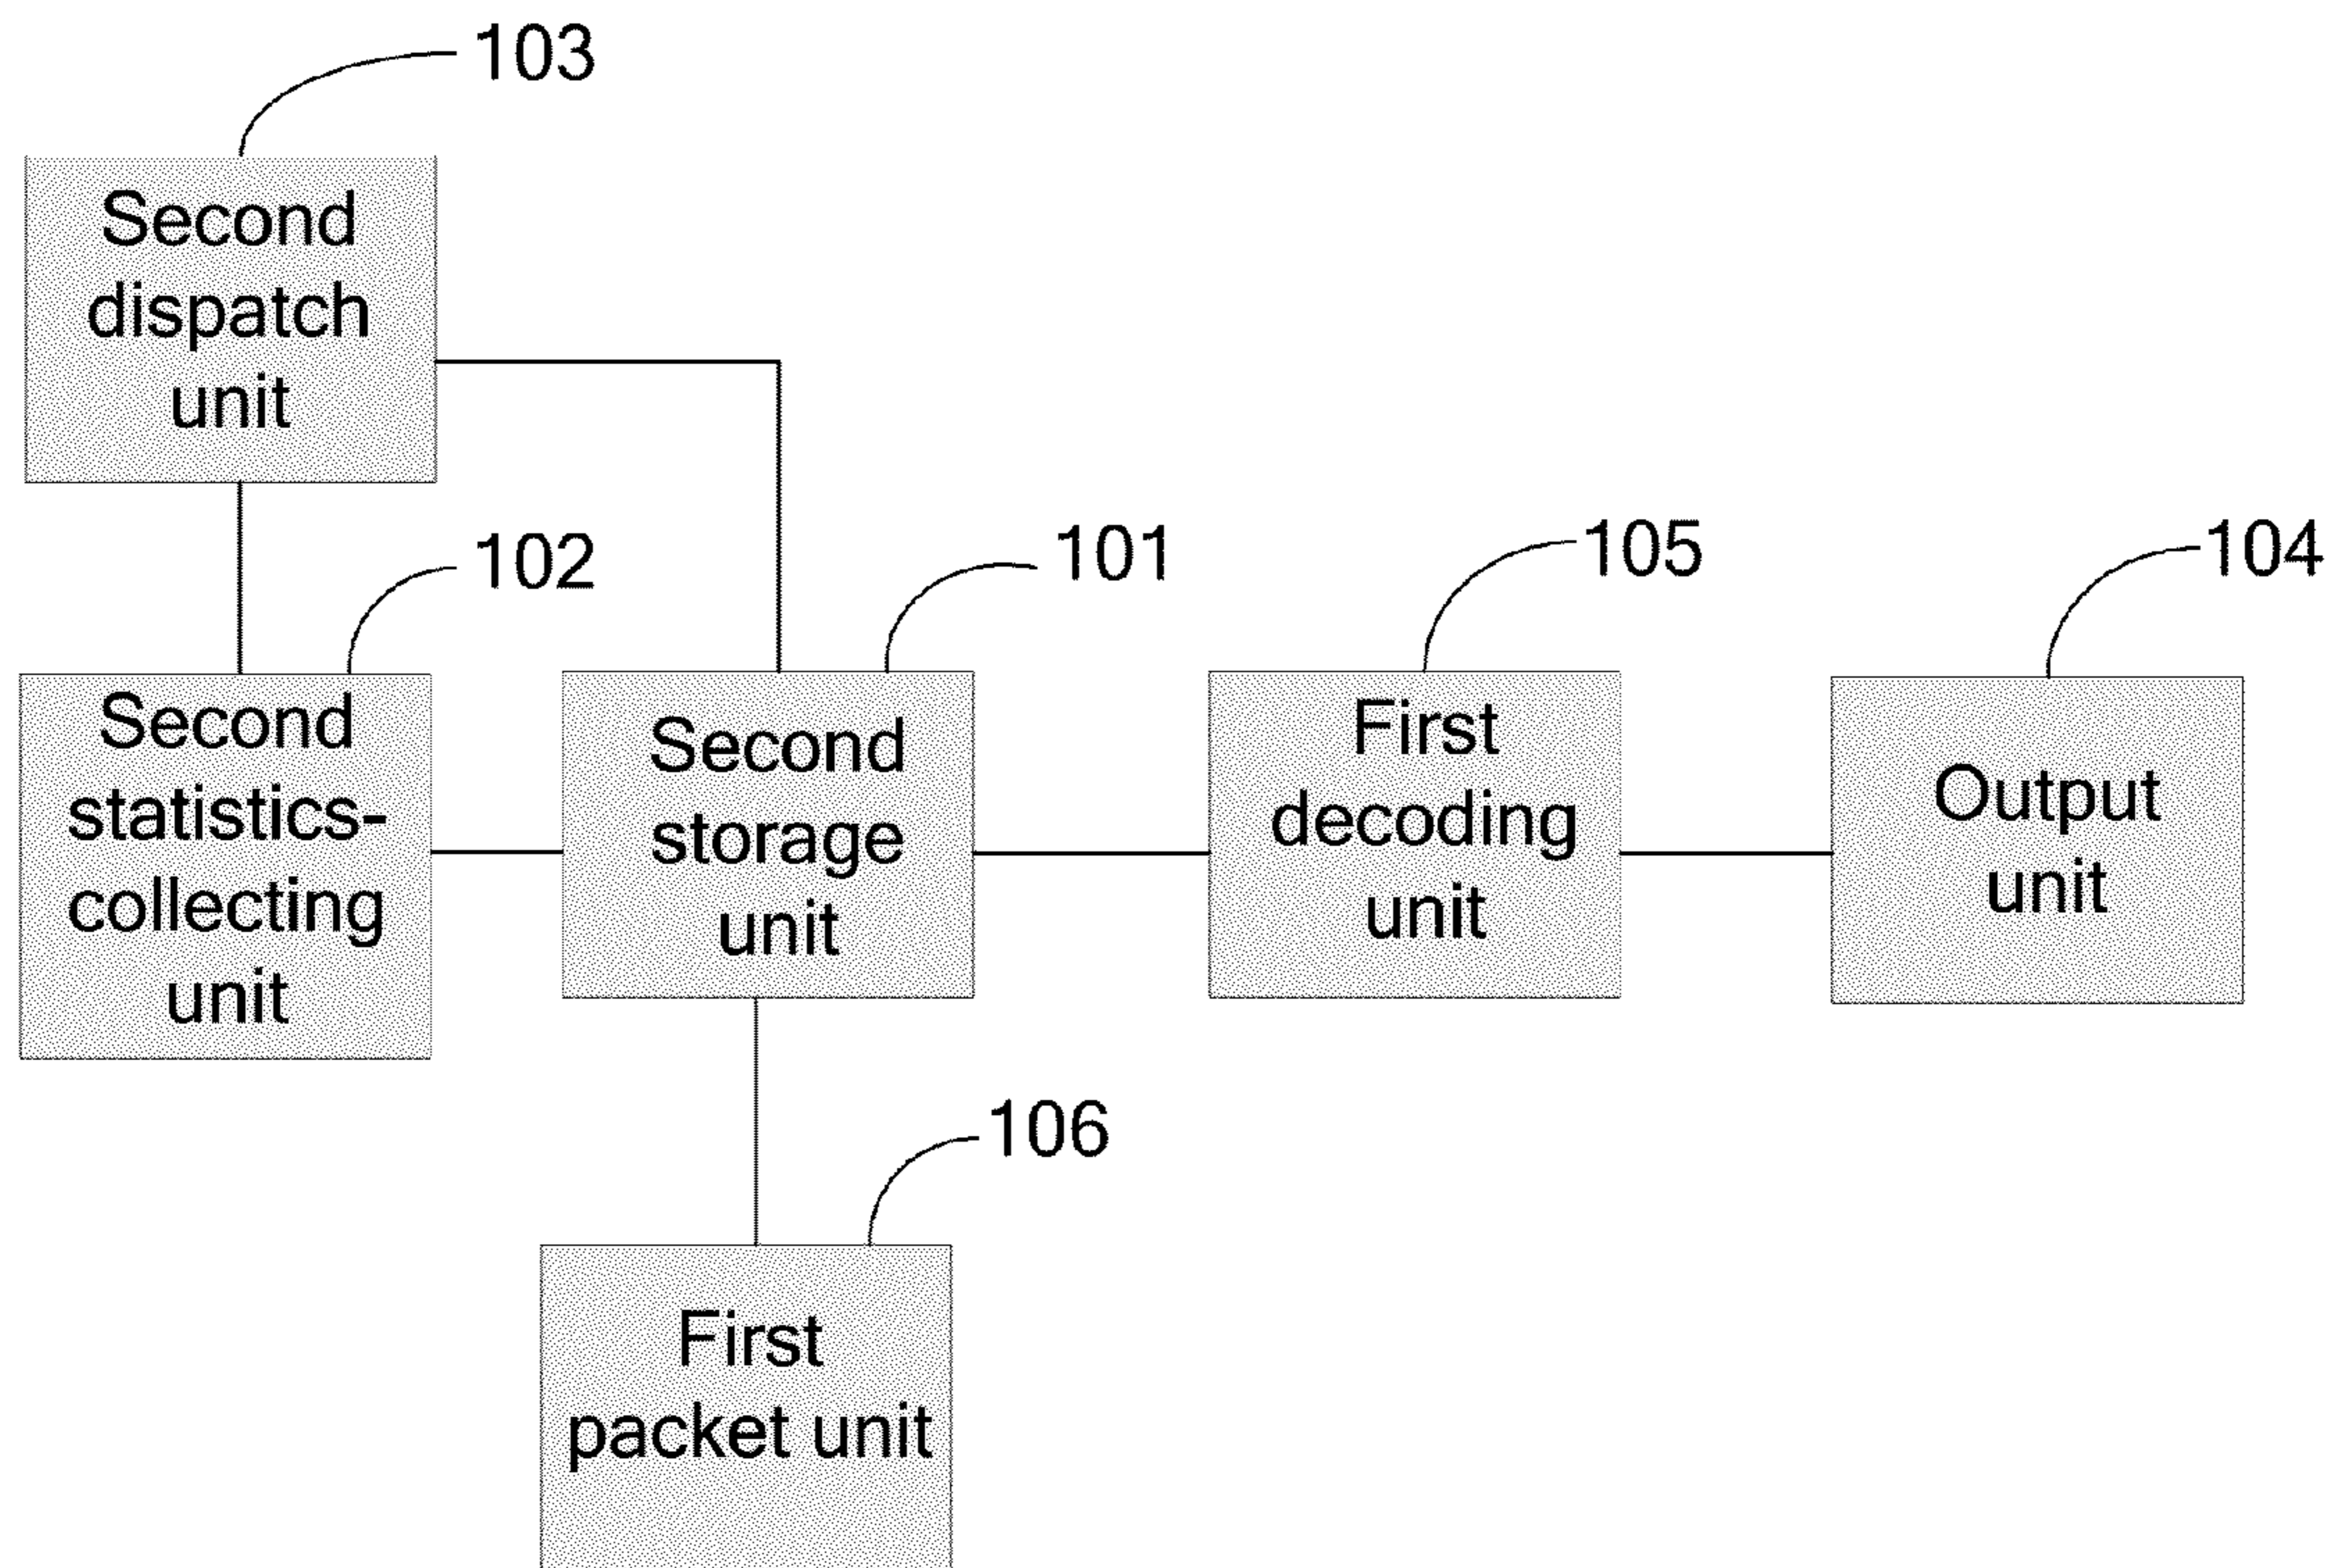 103
Second
dispatch
unit
102
101
105
104
Second
statistics-
collecting
unit
Second
storage
unit
First
decoding
unit
Output
unit
106
First
packet unit